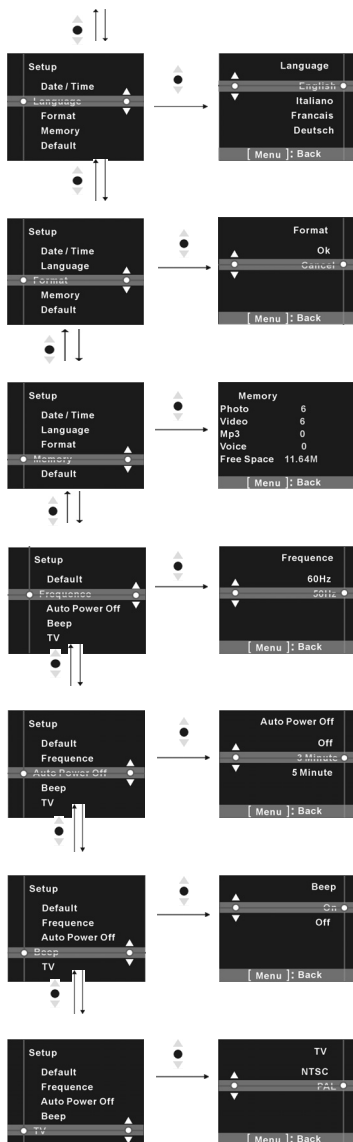 Setup
Date / Time
Language
Format
Memory
Default
Language
English
Italiano
Francais
Deutsch
[ Menu ]: Back
Setup
Date / Time
Language
Format
Memory
Default
Format
Ok
Cancel
[ Menu ]: Back
Setup
Date / Time
Language
Format
Memory
Default
Memory
Photo 6
Video 6
Mp3 0
Voice 0
Free Space 11.64M
[ Menu ]: Back
Setup
Default
Frequence
Auto Power Off
Beep
TV
Frequence
60Hz
50Hz
[ Menu ]: Back
Setup
Default
Frequence
Auto Power Off
Beep
TV
Auto Power Off
Off
3 Minute
5 Minute
[ Menu ]: Back
Setup
Default
Frequence
Auto Power Off
Beep
TV
Beep
On
Off
[ Menu ]: Back
Setup
Default
Frequence
Auto Power Off
Beep
TV
TV
NTSC
PAL
[ Menu ]: Back